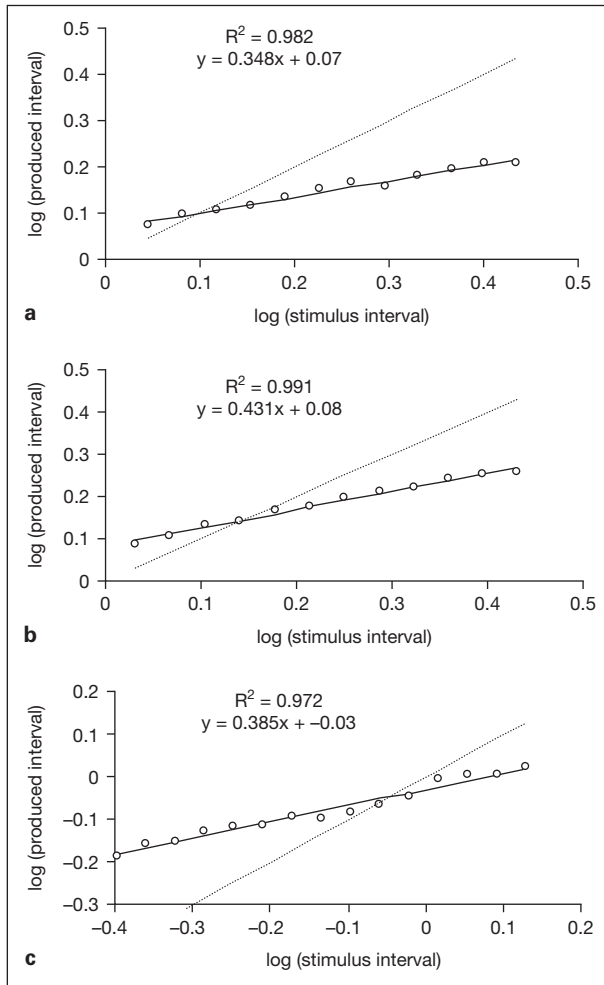 R² = 0.982
y = 0.348x + 0.07
log (produced interval)
0.5
0.4
0.3
0.2
0.1
0
0 0.1 0.2 0.3 0.4 0.5
log (stimulus interval)
a
R² = 0.991
y = 0.431x + 0.08
log (produced interval)
0.5
0.4
0.3
0.2
0.1
0
0 0.1 0.2 0.3 0.4 0.5
log (stimulus interval)
b
R² = 0.972
y = 0.385x + –0.03
log (produced interval)
0.2
0.1
0
–0.1
–0.2
–0.3
–0.4 –0.3 –0.2 –0.1 0 0.1 0.2
log (stimulus interval)
c